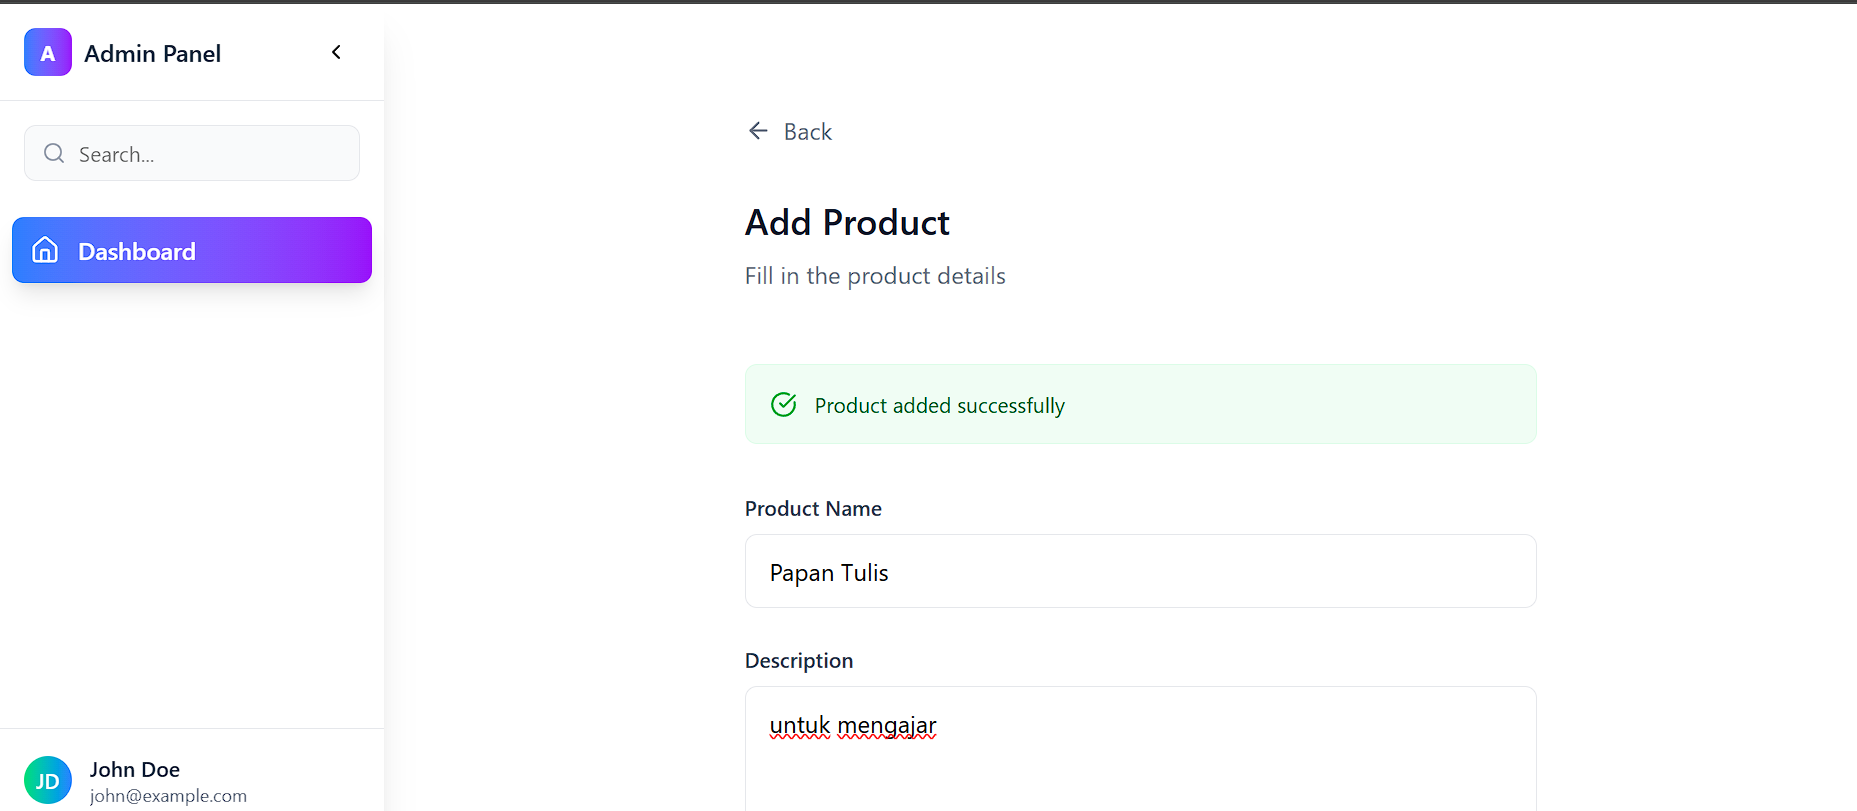 A
Admin Panel
Search...
Dashboard
John Doe
JD
john@example.com
Back
Add Product
Fill in the product details
Product added successfully
Product Name
Papan Tulis
Description
untuk mengajar